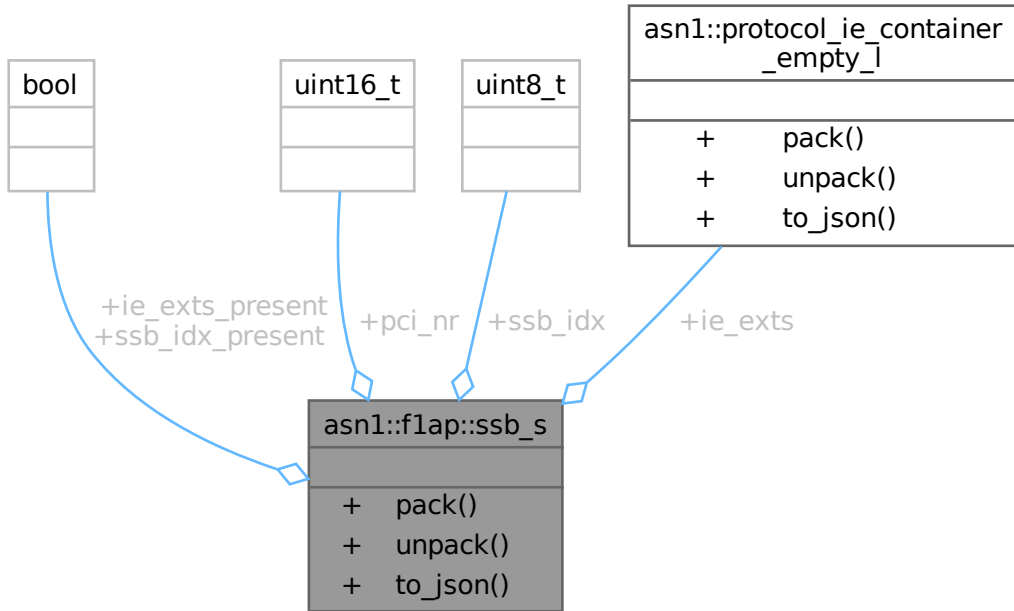 asn1::protocol_ie_container
_empty_l
bool
uint16_t
uint8_t
+ pack()
+ unpack()
+ to_json()
+ie_exts_present
+ssb_idx_present
+pci_nr
+ssb_idx
+ie_exts
asn1::f1ap::ssb_s
+ pack()
+ unpack()
+ to_json()